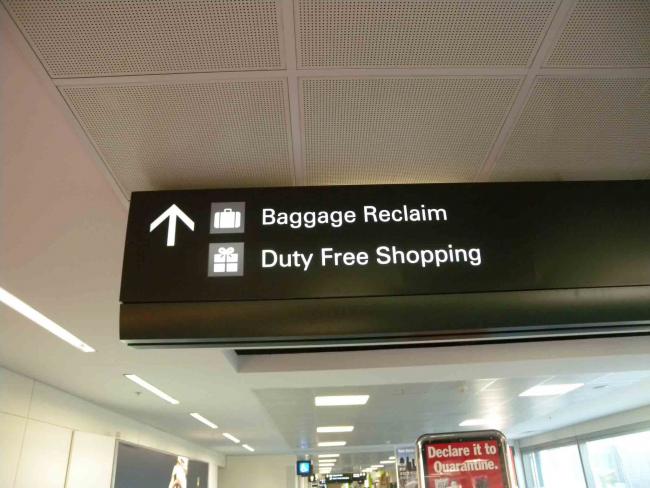 Baggage Reclaim
Duty Free Shopping
Declare it to
Quarantine.